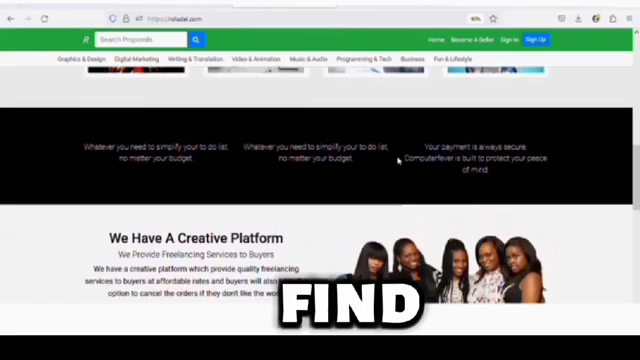 https://roladel.com
90%
R Search Proposals Home Become A Seller Sign In Sign Up
Graphics & Design Digital Marketing Writing & Translation Video & Animation Music & Audio Programming & Tech Business Fun & Lifestyle
Whatever you need to simplify your to do list,
no matter your budget.
Whatever you need to simplify your to do list,
no matter your budget.
Your payment is always secure,
Computerfever is built to protect your peace
of mind.
We Have A Creative Platform
We Provide Freelancing Services to Buyers
We have a creative platform which provide quality freelancing
services to buyers at affordable rates and buyers will also
option to cancel the orders if they don't like the
FIND